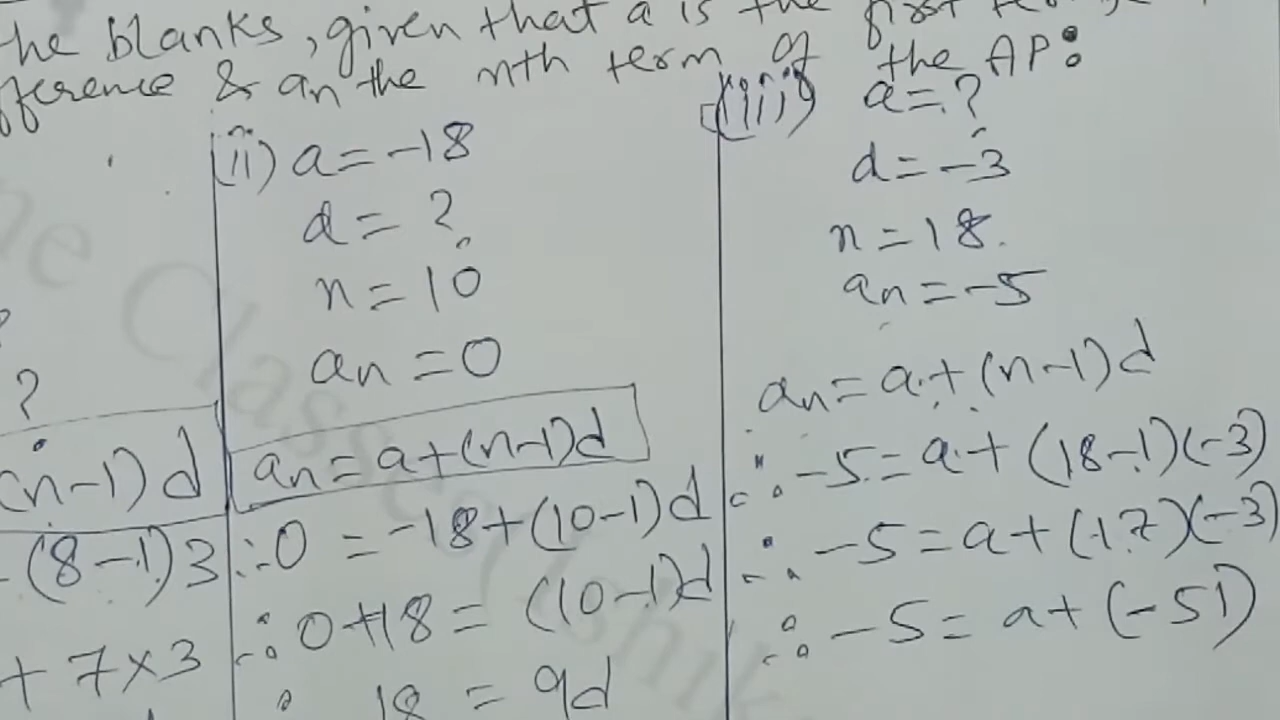 he blanks, given that a is the first
ference & an the nth term of the AP:
?
?
(n-1)d
(8-1)3
+ 7×3
(ii) a = -18
d = ?
n = 10
an = 0
an = a+(n-1)d
∴ 0 = -18+(10-1)d
∴ 0+18 = (10-1)d
∴ 18 = 9d
(iii) a = ?
d = -3
n = 18.
an = -5
an = a+(n-1)d
∴ -5 = a+(18-1)(-3)
∴ -5 = a+(17)(-3)
∴ -5 = a+(-51)